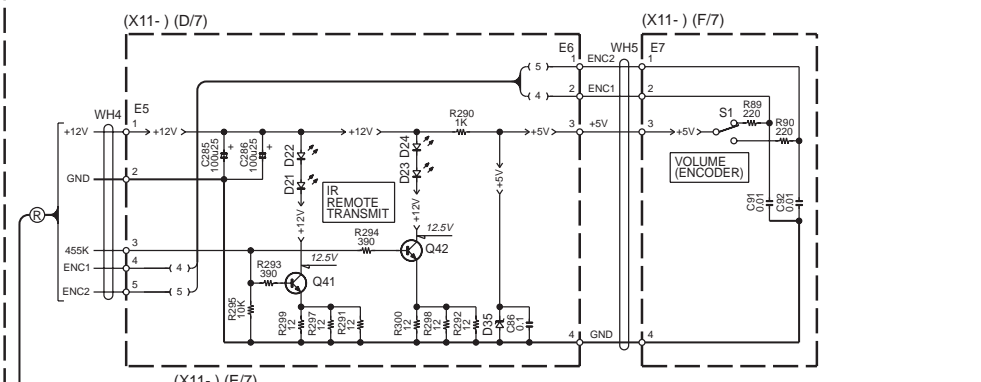 (X11- ) (D/7)
(X11- ) (F/7)
E6
WH5
E7
1
ENC2
1
5
2
ENC1
2
4
WH4
E5
+12V
1
+12V
+12V
R290
1K
+5V
3
+5V
3
+5V
S1
R89
220
R90
220
C285
100u25
+
C286
100u25
+
D22
D21
D24
D23
GND
2
IR
REMOTE
TRANSMIT
VOLUME
(ENCODER)
+12V
+12V
+5V
C91
0.01
C92
0.01
R
12.5V
455K
3
R294
390
Q42
ENC1
4
4
R293
390
12.5V
Q41
ENC2
5
5
R295
10K
R299
12
R297
12
R291
12
R300
12
R298
12
R292
12
D35
C86
0.1
4
GND
4
(X11- ) (E/7)